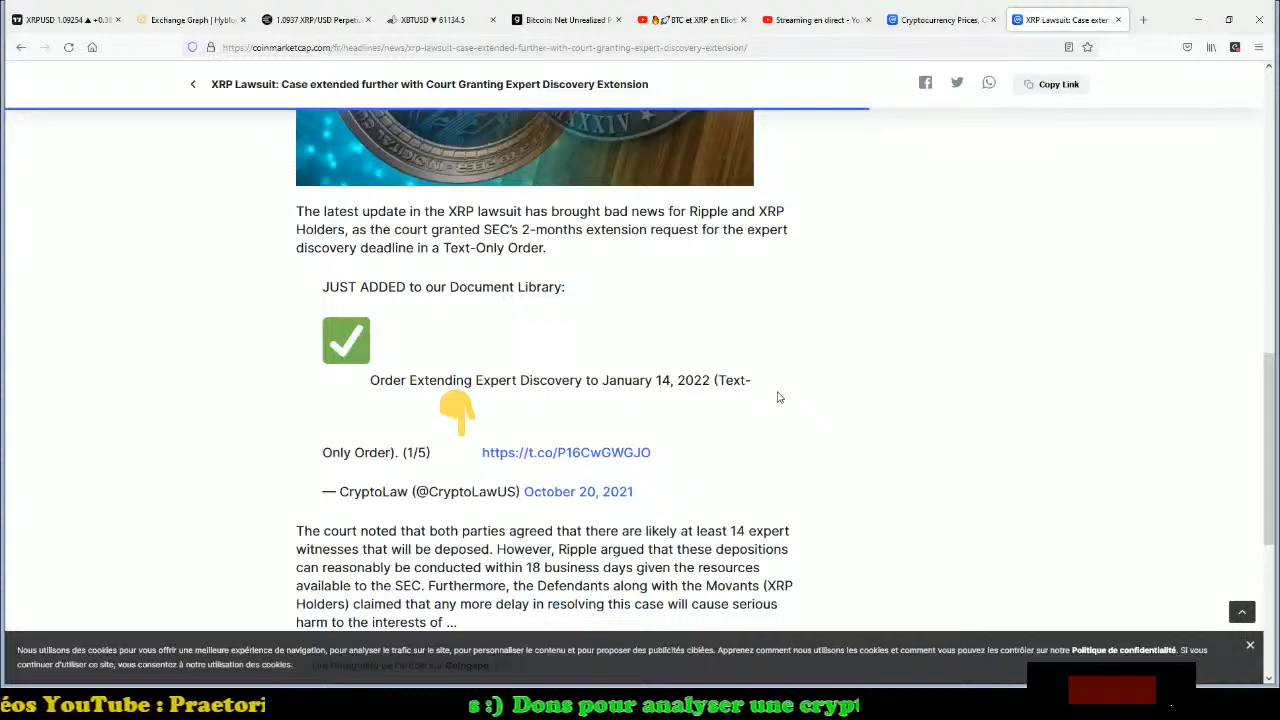 XRPUSD 1.09254 ▲ +0.3
Exchange Graph | Hyblo
1.0937 XRP/USD Perpetu
XBTUSD ▼ 61134.5
Bitcoin: Net Unrealized P
BTC et XRP en Elliot
Streaming en direct - Yo
Cryptocurrency Prices, C
XRP Lawsuit: Case exten
https://coinmarketcap.com/fr/headlines/news/xrp-lawsuit-case-extended-further-with-court-granting-expert-discovery-extension/
XRP Lawsuit: Case extended further with Court Granting Expert Discovery Extension
Copy Link
The latest update in the XRP lawsuit has brought bad news for Ripple and XRP
Holders, as the court granted SEC's 2-months extension request for the expert
discovery deadline in a Text-Only Order.
JUST ADDED to our Document Library:
Order Extending Expert Discovery to January 14, 2022 (Text-
Only Order). (1/5) https://t.co/P16CwGWGJO
— CryptoLaw (@CryptoLawUS) October 20, 2021
The court noted that both parties agreed that there are likely at least 14 expert
witnesses that will be deposed. However, Ripple argued that these depositions
can reasonably be conducted within 18 business days given the resources
available to the SEC. Furthermore, the Defendants along with the Movants (XRP
Holders) claimed that any more delay in resolving this case will cause serious
harm to the interests of ...
Nous utilisons des cookies pour vous offrir une meilleure expérience de navigation, pour analyser le trafic sur le site, pour personnaliser le contenu et pour proposer des publicités ciblées. Apprenez comment nous utilisons les cookies et comment vous pouvez les contrôler sur notre Politique de confidentialité. Si vous
continuer d'utiliser ce site, vous consentez à notre utilisation des cookies.
éos YouTube : Praetori
s :) Dons pour analyser une crypt